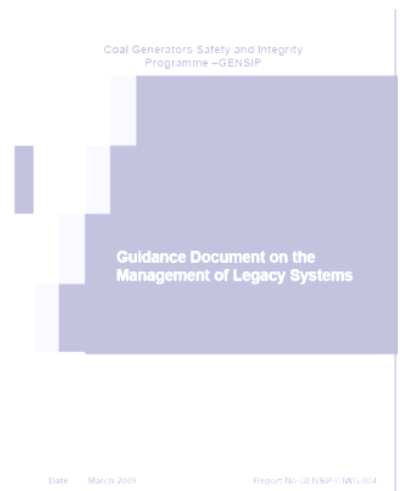 Coal Generators Safety and Integrity
Programme –GENSIP
Guidance Document on the
Management of Legacy Systems
Date March 2009 Report No GENSIP-CIWG-004